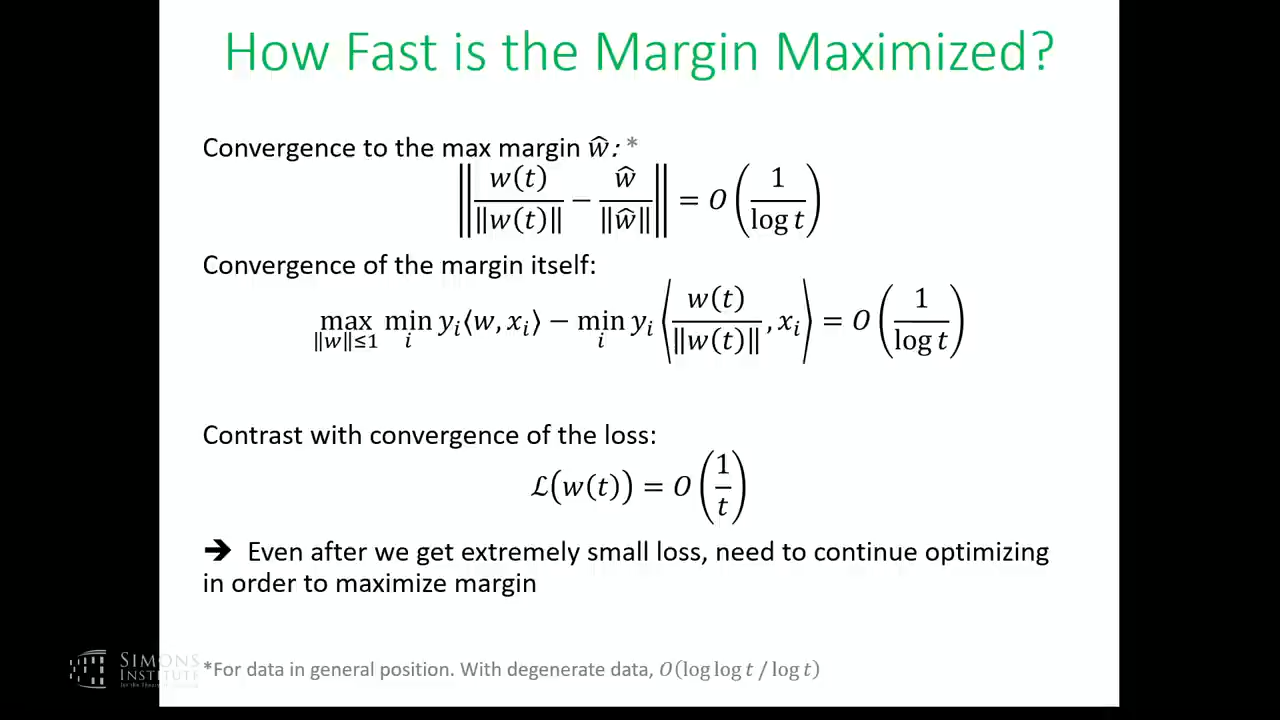 How Fast is the Margin Maximized?
Convergence to the max margin ŵ: *
‖ w(t)/‖w(t)‖ − ŵ/‖ŵ‖ ‖ = O(1/log t)
Convergence of the margin itself:
max_{‖w‖≤1} min_i y_i⟨w, x_i⟩ − min_i y_i⟨w(t)/‖w(t)‖, x_i⟩ = O(1/log t)
Contrast with convergence of the loss:
ℒ(w(t)) = O(1/t)
➔ Even after we get extremely small loss, need to continue optimizing
in order to maximize margin
SIMONS
INSTITUTE
*For data in general position. With degenerate data, O(log log t / log t)